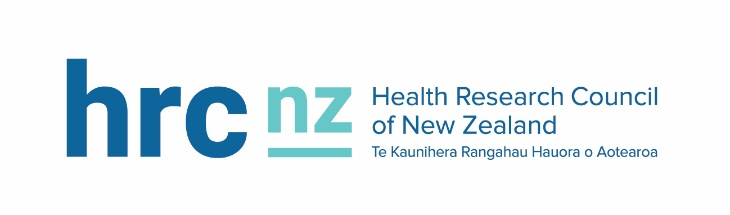 hrc nz
Health Research Council
of New Zealand
Te Kaunihera Rangahau Hauora o Aotearoa